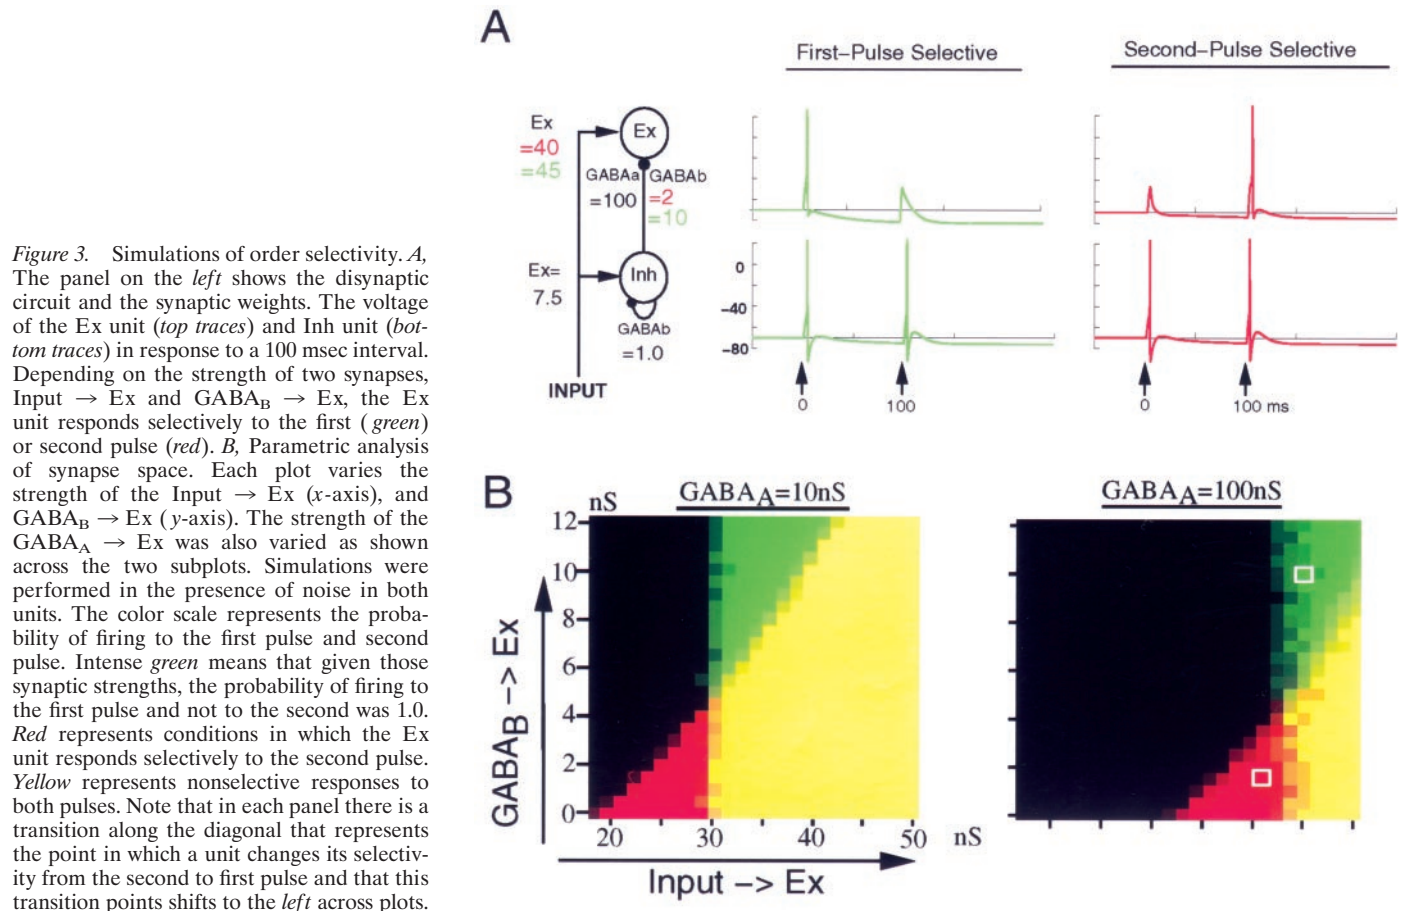 Figure 3. Simulations of order selectivity. A,
The panel on the left shows the disynaptic
circuit and the synaptic weights. The voltage
of the Ex unit (top traces) and Inh unit (bot-
tom traces) in response to a 100 msec interval.
Depending on the strength of two synapses,
Input → Ex and GABAB → Ex, the Ex
unit responds selectively to the first (green)
or second pulse (red). B, Parametric analysis
of synapse space. Each plot varies the
strength of the Input → Ex (x-axis), and
GABAB → Ex (y-axis). The strength of the
GABAA → Ex was also varied as shown
across the two subplots. Simulations were
performed in the presence of noise in both
units. The color scale represents the proba-
bility of firing to the first pulse and second
pulse. Intense green means that given those
synaptic strengths, the probability of firing to
the first pulse and not to the second was 1.0.
Red represents conditions in which the Ex
unit responds selectively to the second pulse.
Yellow represents nonselective responses to
both pulses. Note that in each panel there is a
transition along the diagonal that represents
the point in which a unit changes its selectiv-
ity from the second to first pulse and that this
transition points shifts to the left across plots.
A
First–Pulse Selective
Second–Pulse Selective
Ex
=40
=45
Ex
GABAa
=100
GABAb
=2
=10
Ex=
7.5
Inh
GABAb
=1.0
INPUT
0
−40
−80
0
100
0
100 ms
B
nS
GABAA=10nS
GABAA=100nS
12
10
8
6
4
2
0
GABAB –> Ex
20
30
40
50
nS
Input –> Ex